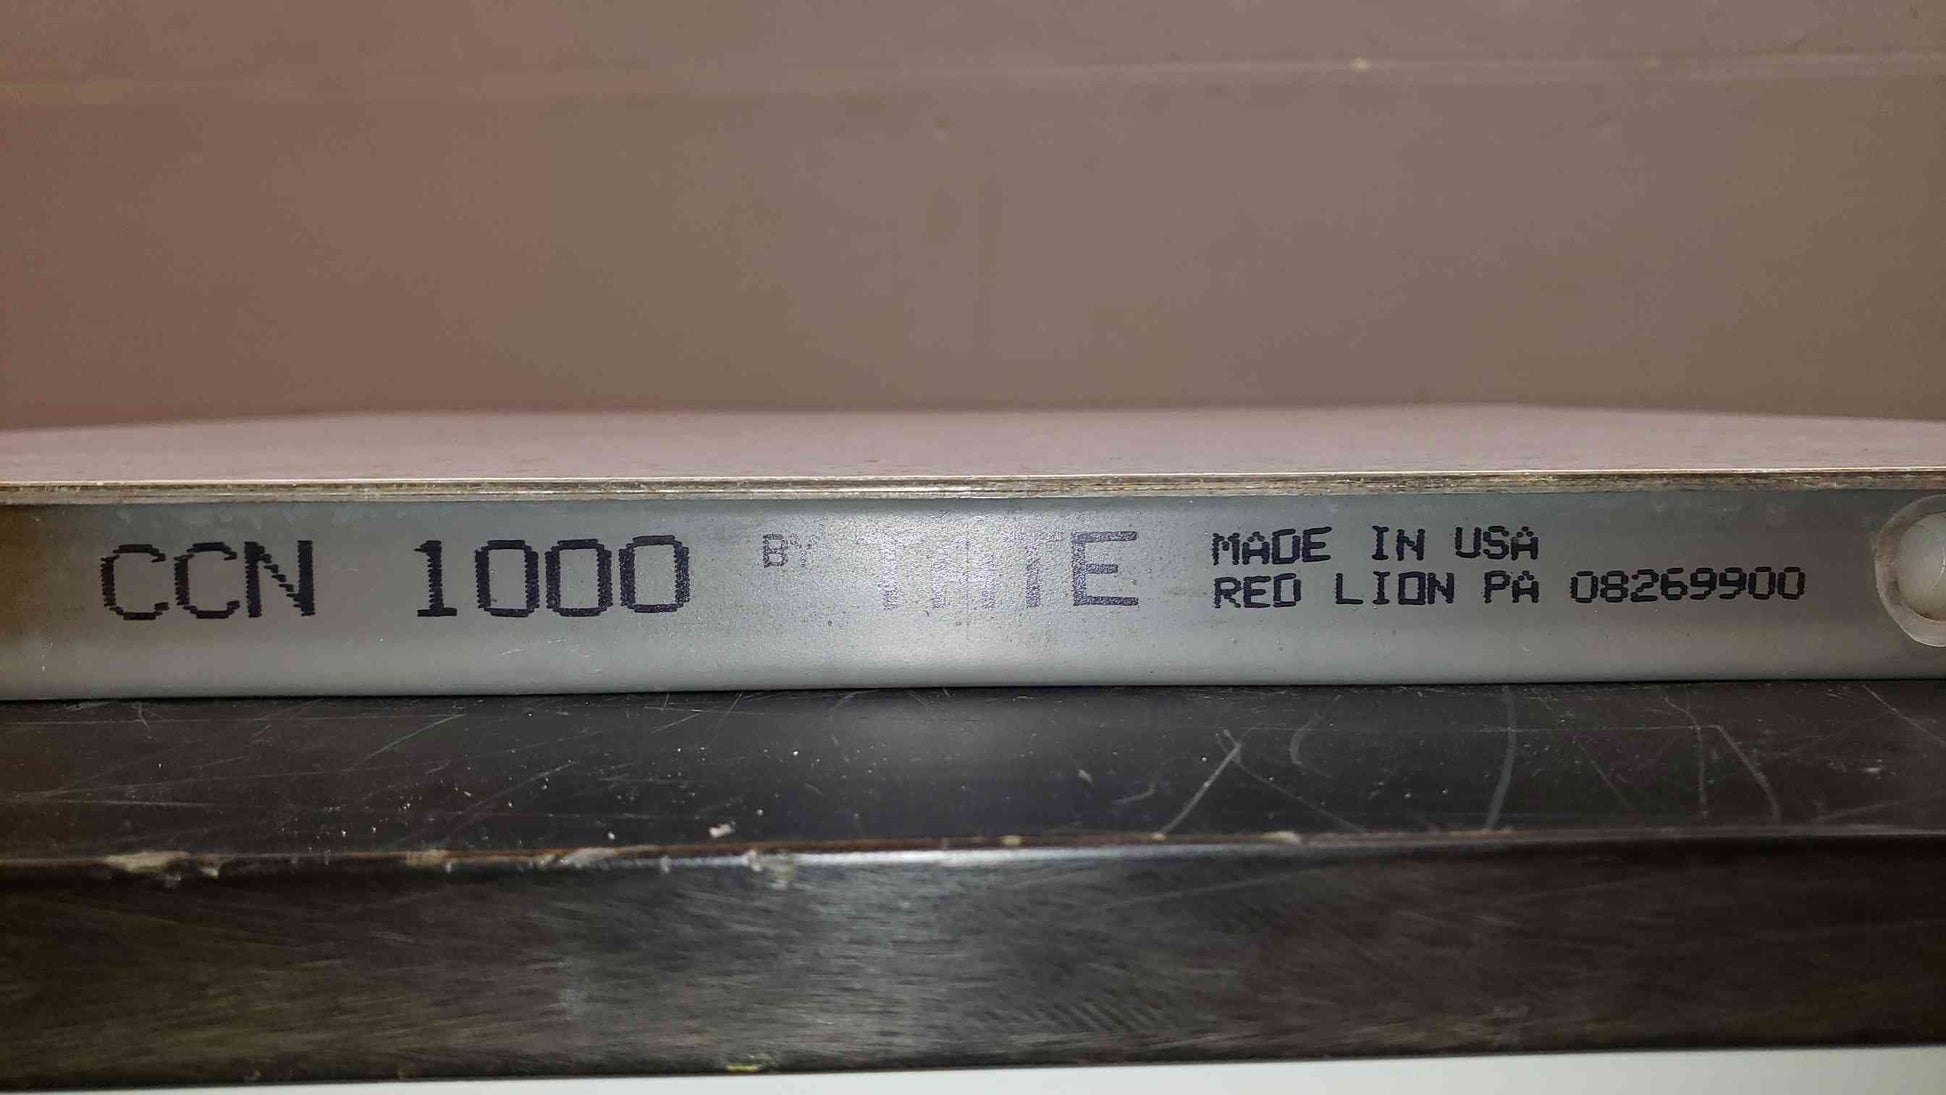 CCN 1000 BY TATE
MADE IN USA
RED LION PA 08269900